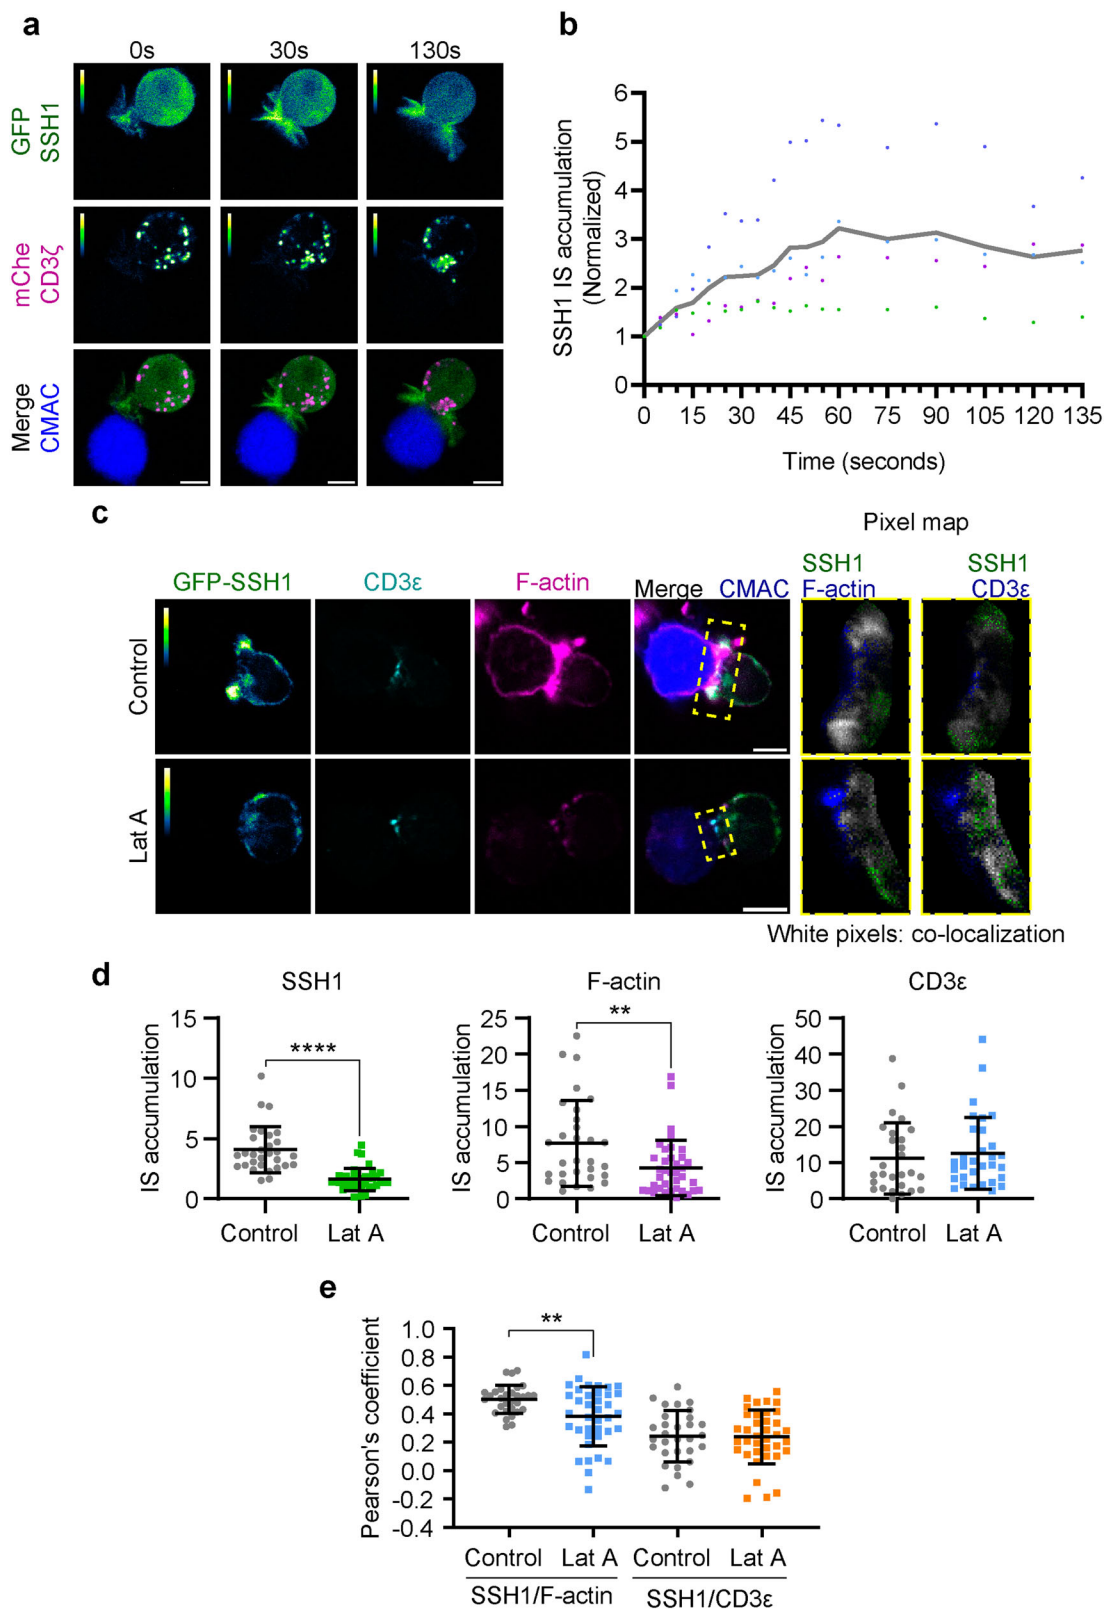 a
0s 30s 130s
GFP
SSH1
mChe
CD3ζ
Merge
CMAC
b
SSH1 IS accumulation
(Normalized)
6
5
4
3
2
1
0
0 15 30 45 60 75 90 105 120 135
Time (seconds)
c
Pixel map
GFP-SSH1 CD3ε F-actin Merge CMAC
SSH1
F-actin
SSH1
CD3ε
Control
Lat A
White pixels: co-localization
d
SSH1
IS accumulation
15
10
5
0
****
Control Lat A
F-actin
IS accumulation
25
20
15
10
5
0
**
Control Lat A
CD3ε
IS accumulation
50
40
30
20
10
0
Control Lat A
e
Pearson's coefficient
1.0
0.8
0.6
0.4
0.2
0.0
-0.2
-0.4
**
Control Lat A Control Lat A
SSH1/F-actin SSH1/CD3ε